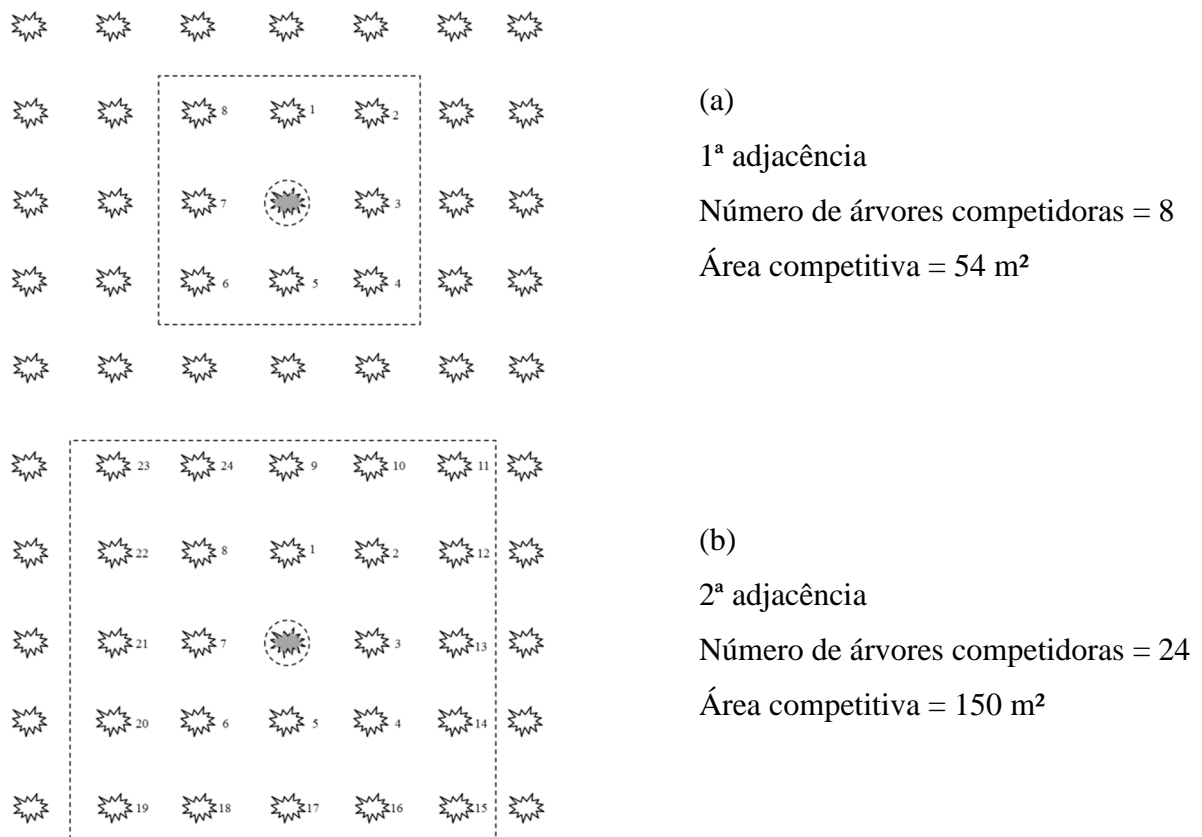 8 1 2
7 3
6 5 4
(a)
1ª adjacência
Número de árvores competidoras = 8
Área competitiva = 54 m²
23 24 9 10 11
22 8 1 2 12
21 7 3 13
20 6 5 4 14
19 18 17 16 15
(b)
2ª adjacência
Número de árvores competidoras = 24
Área competitiva = 150 m²